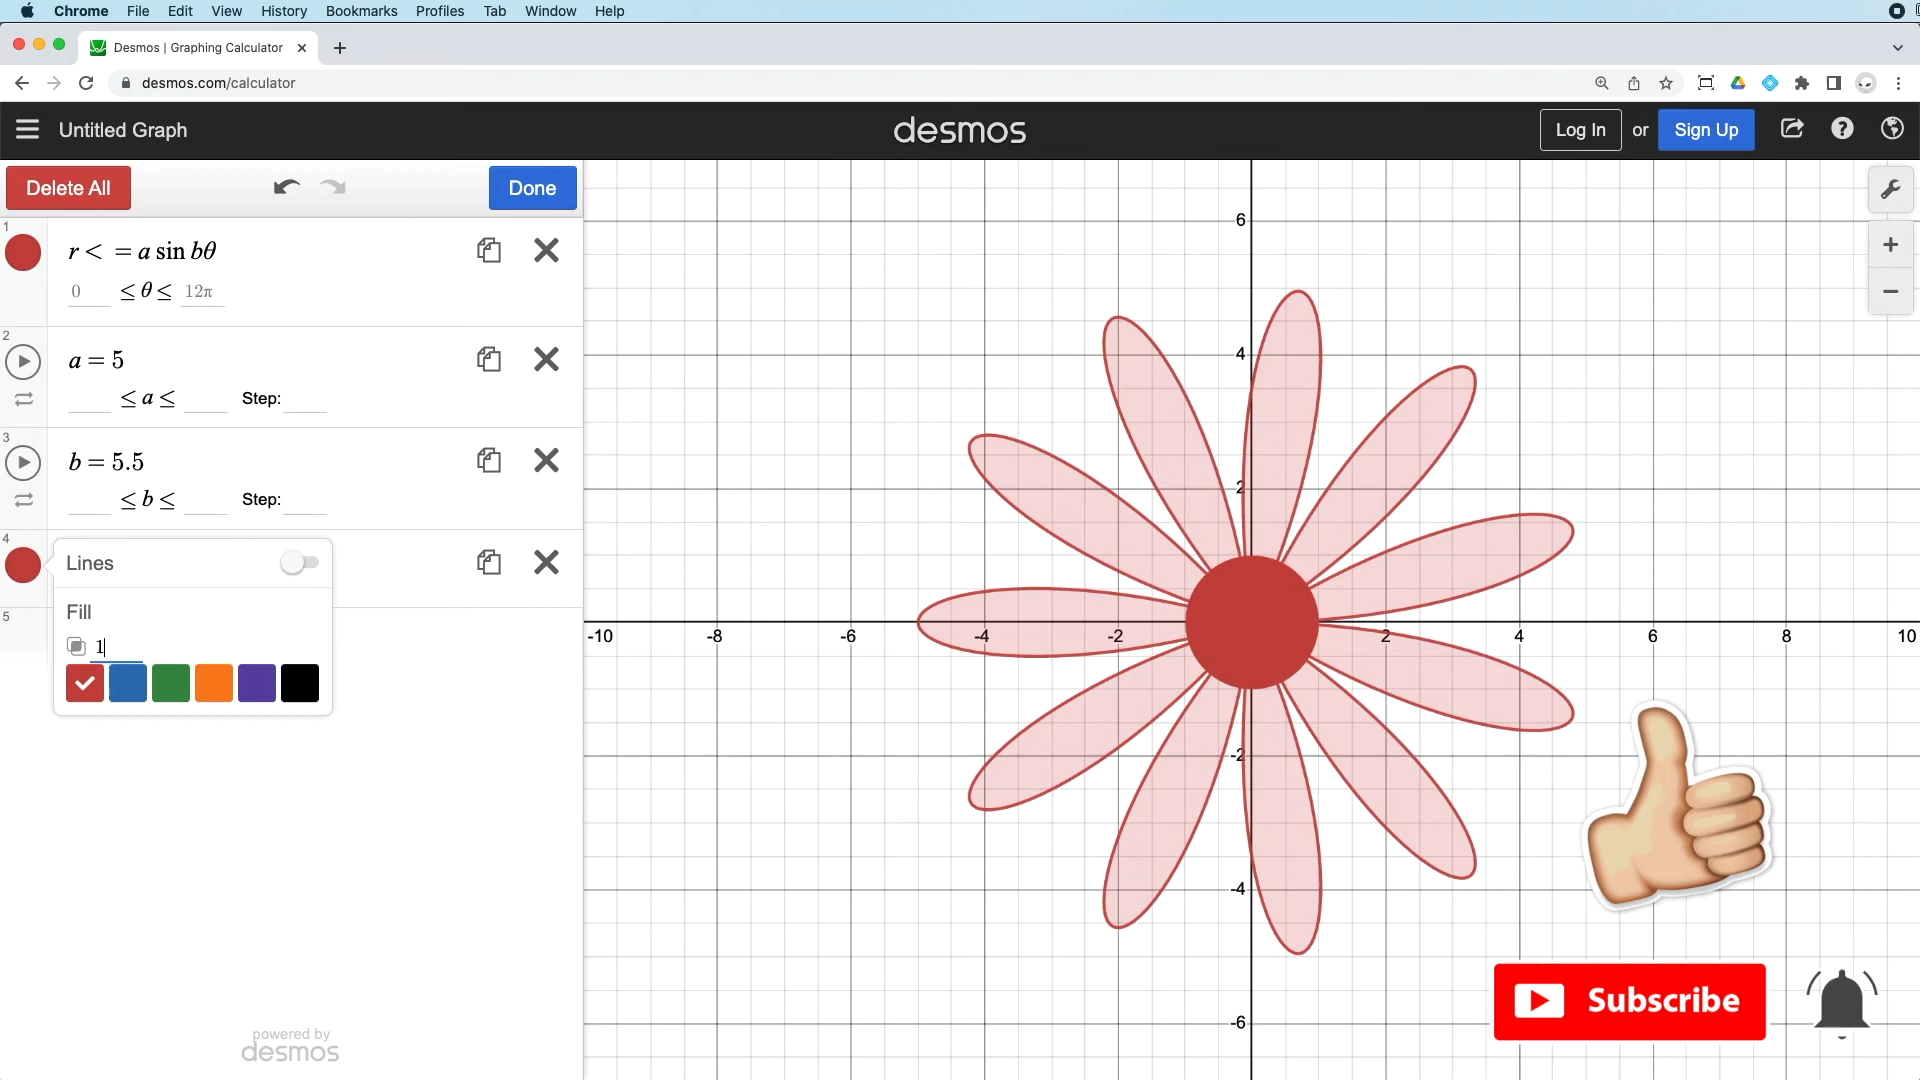 Chrome File Edit View History Bookmarks Profiles Tab Window Help
Desmos | Graphing Calculator
desmos.com/calculator
Untitled Graph
desmos
Log In or Sign Up
Delete All
Done
1
r < = a sin bθ
0 ≤ θ ≤ 12π
2
a = 5
≤ a ≤ Step:
3
b = 5.5
≤ b ≤ Step:
4
Lines
Fill
1
5
powered by
desmos
6
4
2
-10 -8 -6 -4 -2 2 4 6 8 10
-2
-4
-6
Subscribe